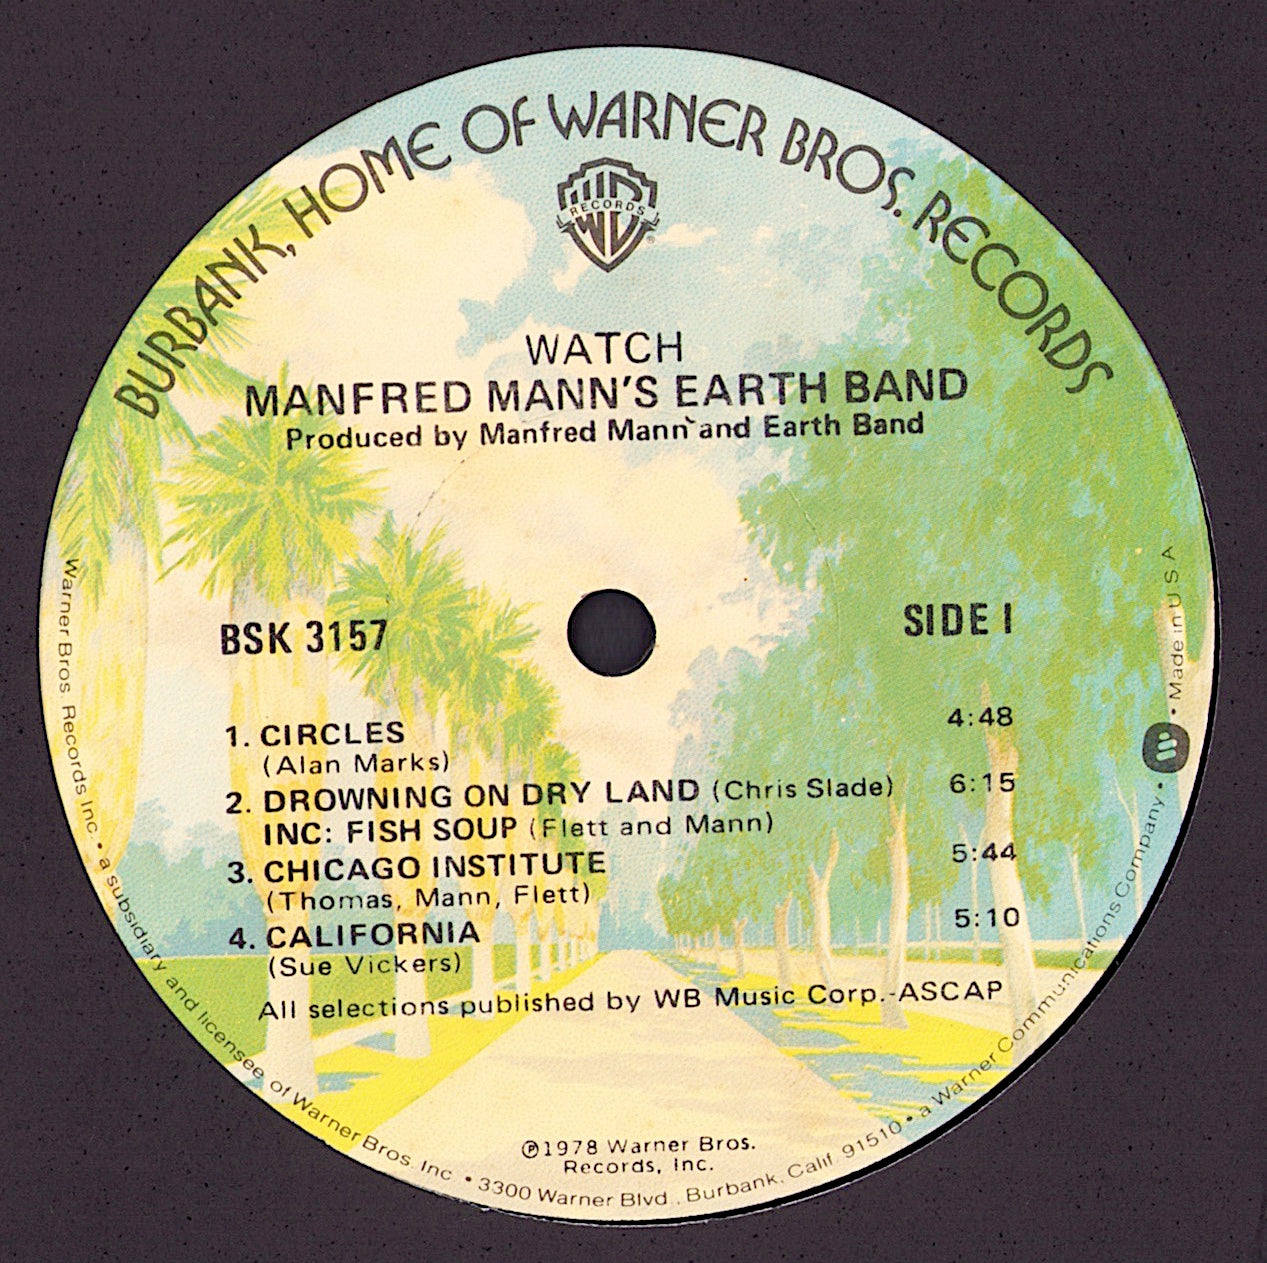 BURBANK, HOME OF WARNER BROS. RECORDS
RECORDS
WATCH
MANFRED MANN'S EARTH BAND
Produced by Manfred Mann and Earth Band
BSK 3157
SIDE I
1. CIRCLES 4:48
(Alan Marks)
2. DROWNING ON DRY LAND (Chris Slade) 6:15
INC: FISH SOUP (Flett and Mann)
3. CHICAGO INSTITUTE 5:44
(Thomas, Mann, Flett)
4. CALIFORNIA 5:10
(Sue Vickers)
All selections published by WB Music Corp.-ASCAP
℗1978 Warner Bros.
Records, Inc.
Warner Bros. Records Inc. • a subsidiary and licensee of Warner Bros. Inc • 3300 Warner Blvd., Burbank, Calif 91510 • a Warner Communications Company • • Made in U S A